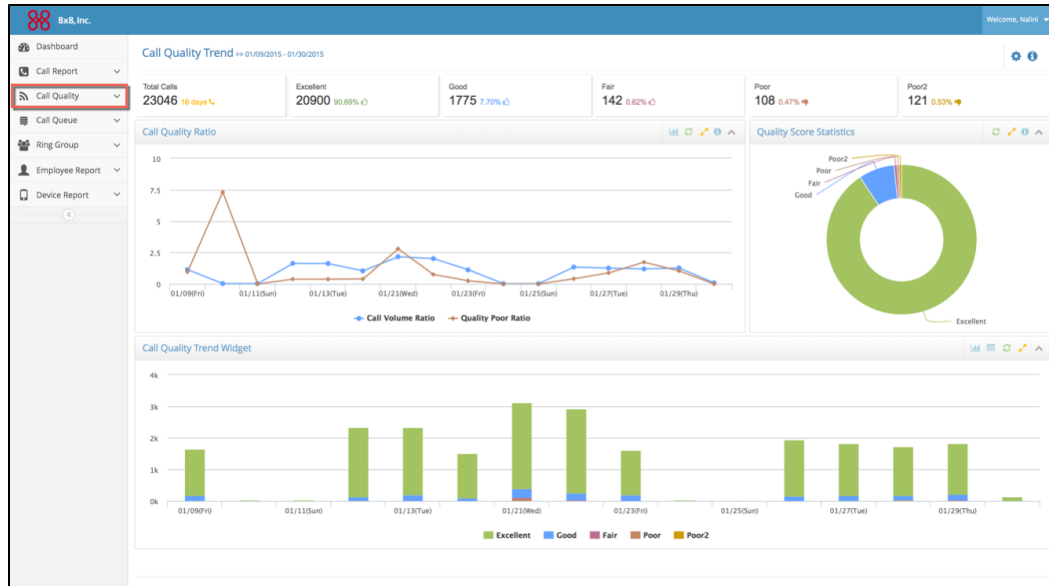 8x8, Inc.
Welcome, Nalini
Dashboard
Call Report
Call Quality
Call Queue
Ring Group
Employee Report
Device Report
Call Quality Trend >> 01/09/2015 - 01/30/2015
Total Calls
23046 16 days
Excellent
20900 90.69%
Good
1775 7.70%
Fair
142 0.62%
Poor
108 0.47%
Poor2
121 0.53%
Call Quality Ratio
10
7.5
5
2.5
0
01/09(Fri) 01/11(Sun) 01/13(Tue) 01/21(Wed) 01/23(Fri) 01/25(Sun) 01/27(Tue) 01/29(Thu)
Call Volume Ratio Quality Poor Ratio
Quality Score Statistics
Poor2
Poor
Fair
Good
Excellent
Call Quality Trend Widget
4k
3k
2k
1k
0k
01/09(Fri) 01/11(Sun) 01/13(Tue) 01/21(Wed) 01/23(Fri) 01/25(Sun) 01/27(Tue) 01/29(Thu)
Excellent Good Fair Poor Poor2